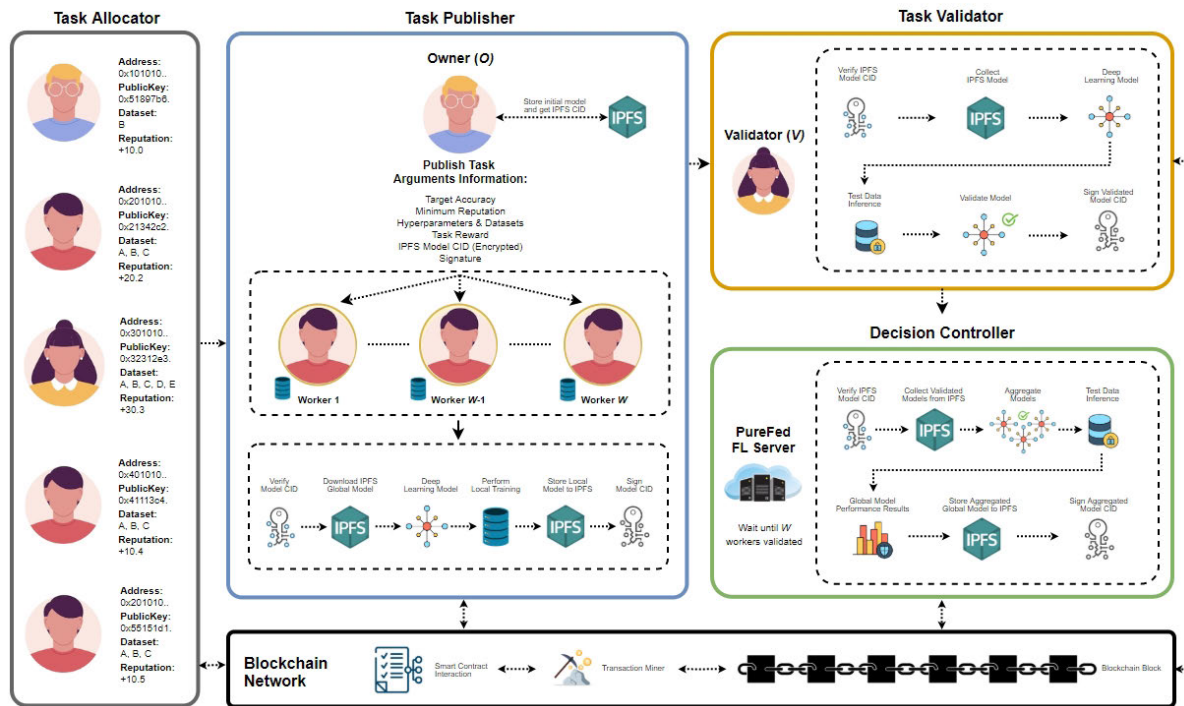 Task Allocator
Address:
0x101010..
PublicKey:
0x51897b6.
Dataset:
B
Reputation:
+10.0
Address:
0x201010..
PublicKey:
0x21342c2.
Dataset:
A, B, C
Reputation:
+20.2
Address:
0x301010..
PublicKey:
0x32312e3.
Dataset:
A, B, C, D, E
Reputation:
+30.3
Address:
0x401010..
PublicKey:
0x41113c4.
Dataset:
A, B, C
Reputation:
+10.4
Address:
0x201010..
PublicKey:
0x55151d1.
Dataset:
A, B, C
Reputation:
+10.5
Task Publisher
Owner (O)
Store initial model
and get IPFS CID
IPFS
Publish Task
Arguments Information:
Target Accuracy
Minimum Reputation
Hyperparameters & Datasets
Task Reward
IPFS Model CID (Encrypted)
Signature
Worker 1
Worker W-1
Worker W
Verify
Model CID
Download IPFS
Global Model
IPFS
Deep
Learning Model
Perform
Local Training
Store Local
Model to IPFS
IPFS
Sign
Model CID
Task Validator
Validator (V)
Verify IPFS
Model CID
Collect
IPFS Model
IPFS
Deep
Learning Model
Test Data
Inference
Validate Model
Sign Validated
Model CID
Decision Controller
PureFed
FL Server
Wait until W
workers validated
Verify IPFS
Model CID
Collect Validated
Models from IPFS
IPFS
Aggregate
Models
Test Data
Inference
Global Model
Performance Results
Store Aggregated
Global Model to IPFS
IPFS
Sign Aggregated
Model CID
Blockchain
Network
Smart Contract
Interaction
Transaction Miner
Blockchain Block